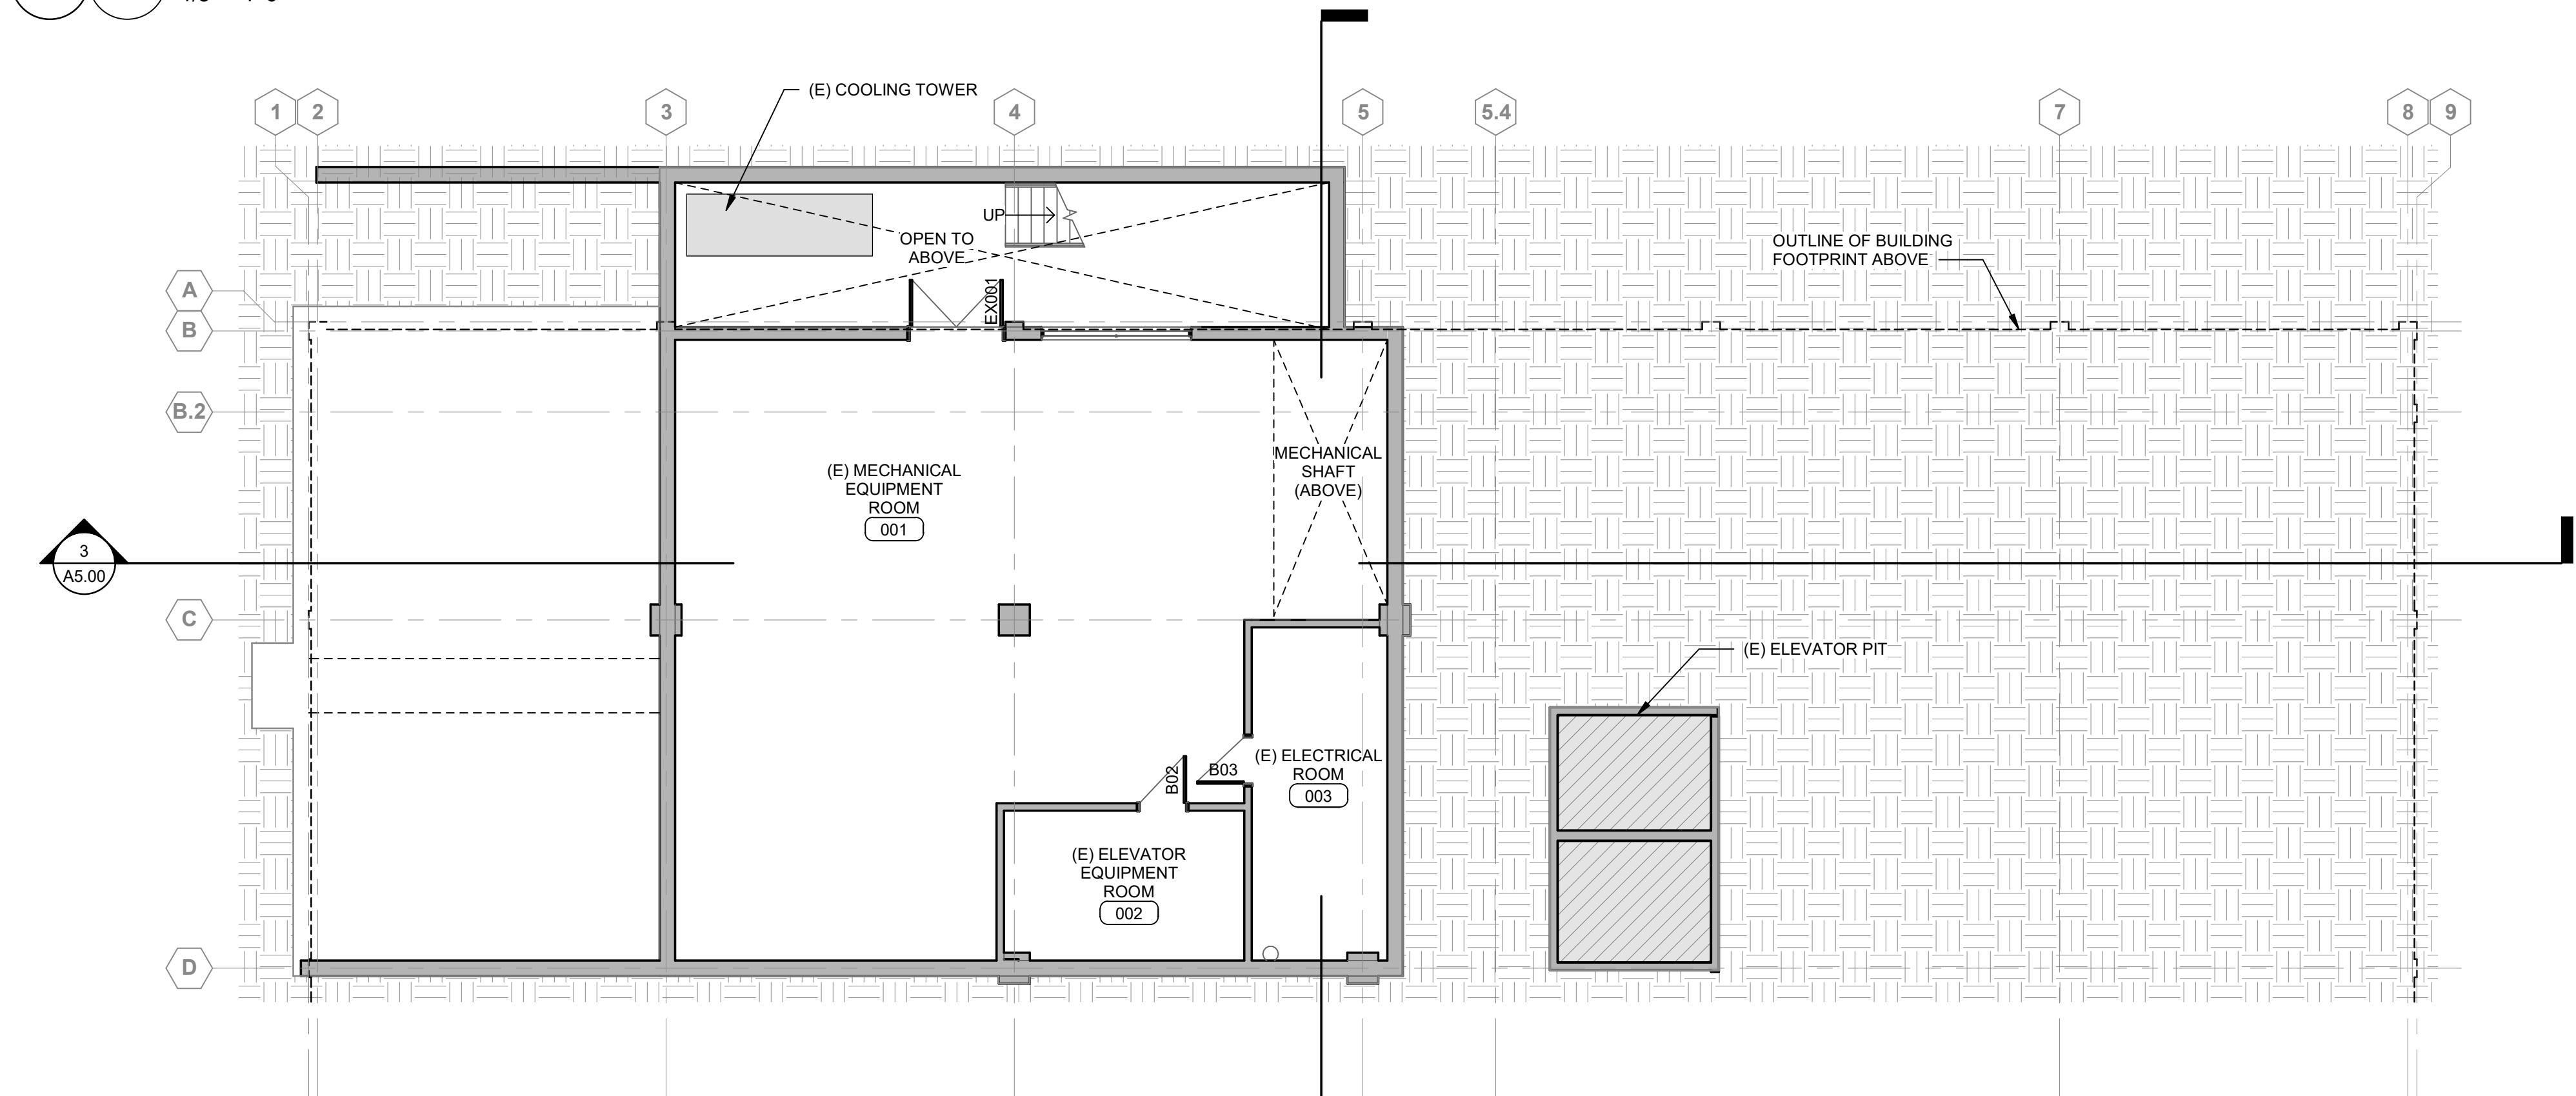 (E) COOLING TOWER
1
2
3
4
5
5.4
7
8
9
UP
OPEN TO
ABOVE
EX001
OUTLINE OF BUILDING
FOOTPRINT ABOVE
A
B
B.2
(E) MECHANICAL
EQUIPMENT
ROOM
001
MECHANICAL
SHAFT
(ABOVE)
3
A5.00
C
(E) ELEVATOR PIT
B02
B03
(E) ELECTRICAL
ROOM
003
(E) ELEVATOR
EQUIPMENT
ROOM
002
D